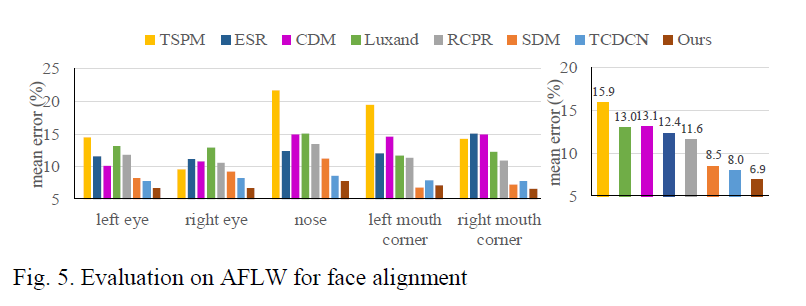 TSPM ESR CDM Luxand RCPR SDM TCDCN Ours
25
20
15
10
5
mean error (%)
left eye right eye nose left mouth corner right mouth corner
20
15
10
5
mean error (%)
15.9 13.0 13.1 12.4 11.6 8.5 8.0 6.9
Fig. 5. Evaluation on AFLW for face alignment